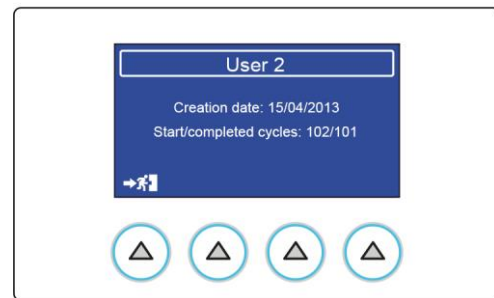 User 2
Creation date: 15/04/2013
Start/completed cycles: 102/101